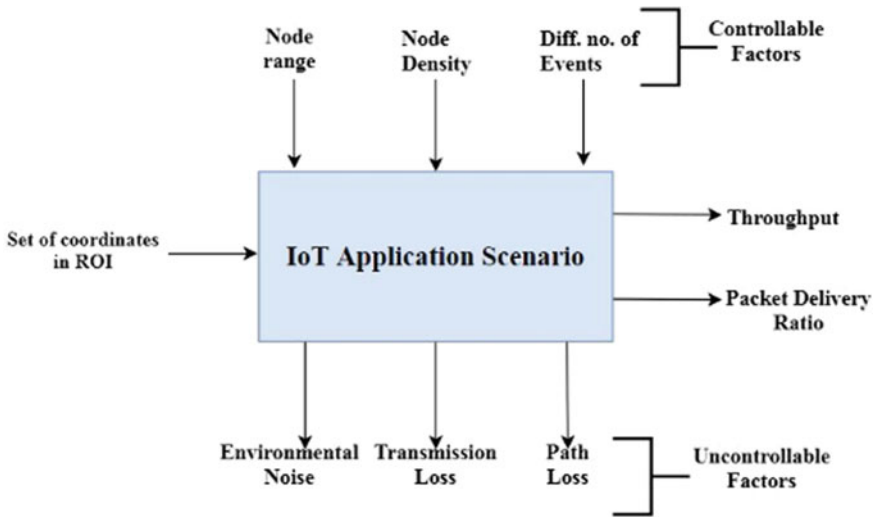 Node
range
Node
Density
Diff. no. of
Events
Controllable
Factors
Set of coordinates
in ROI
IoT Application Scenario
Throughput
Packet Delivery
Ratio
Environmental
Noise
Transmission
Loss
Path
Loss
Uncontrollable
Factors